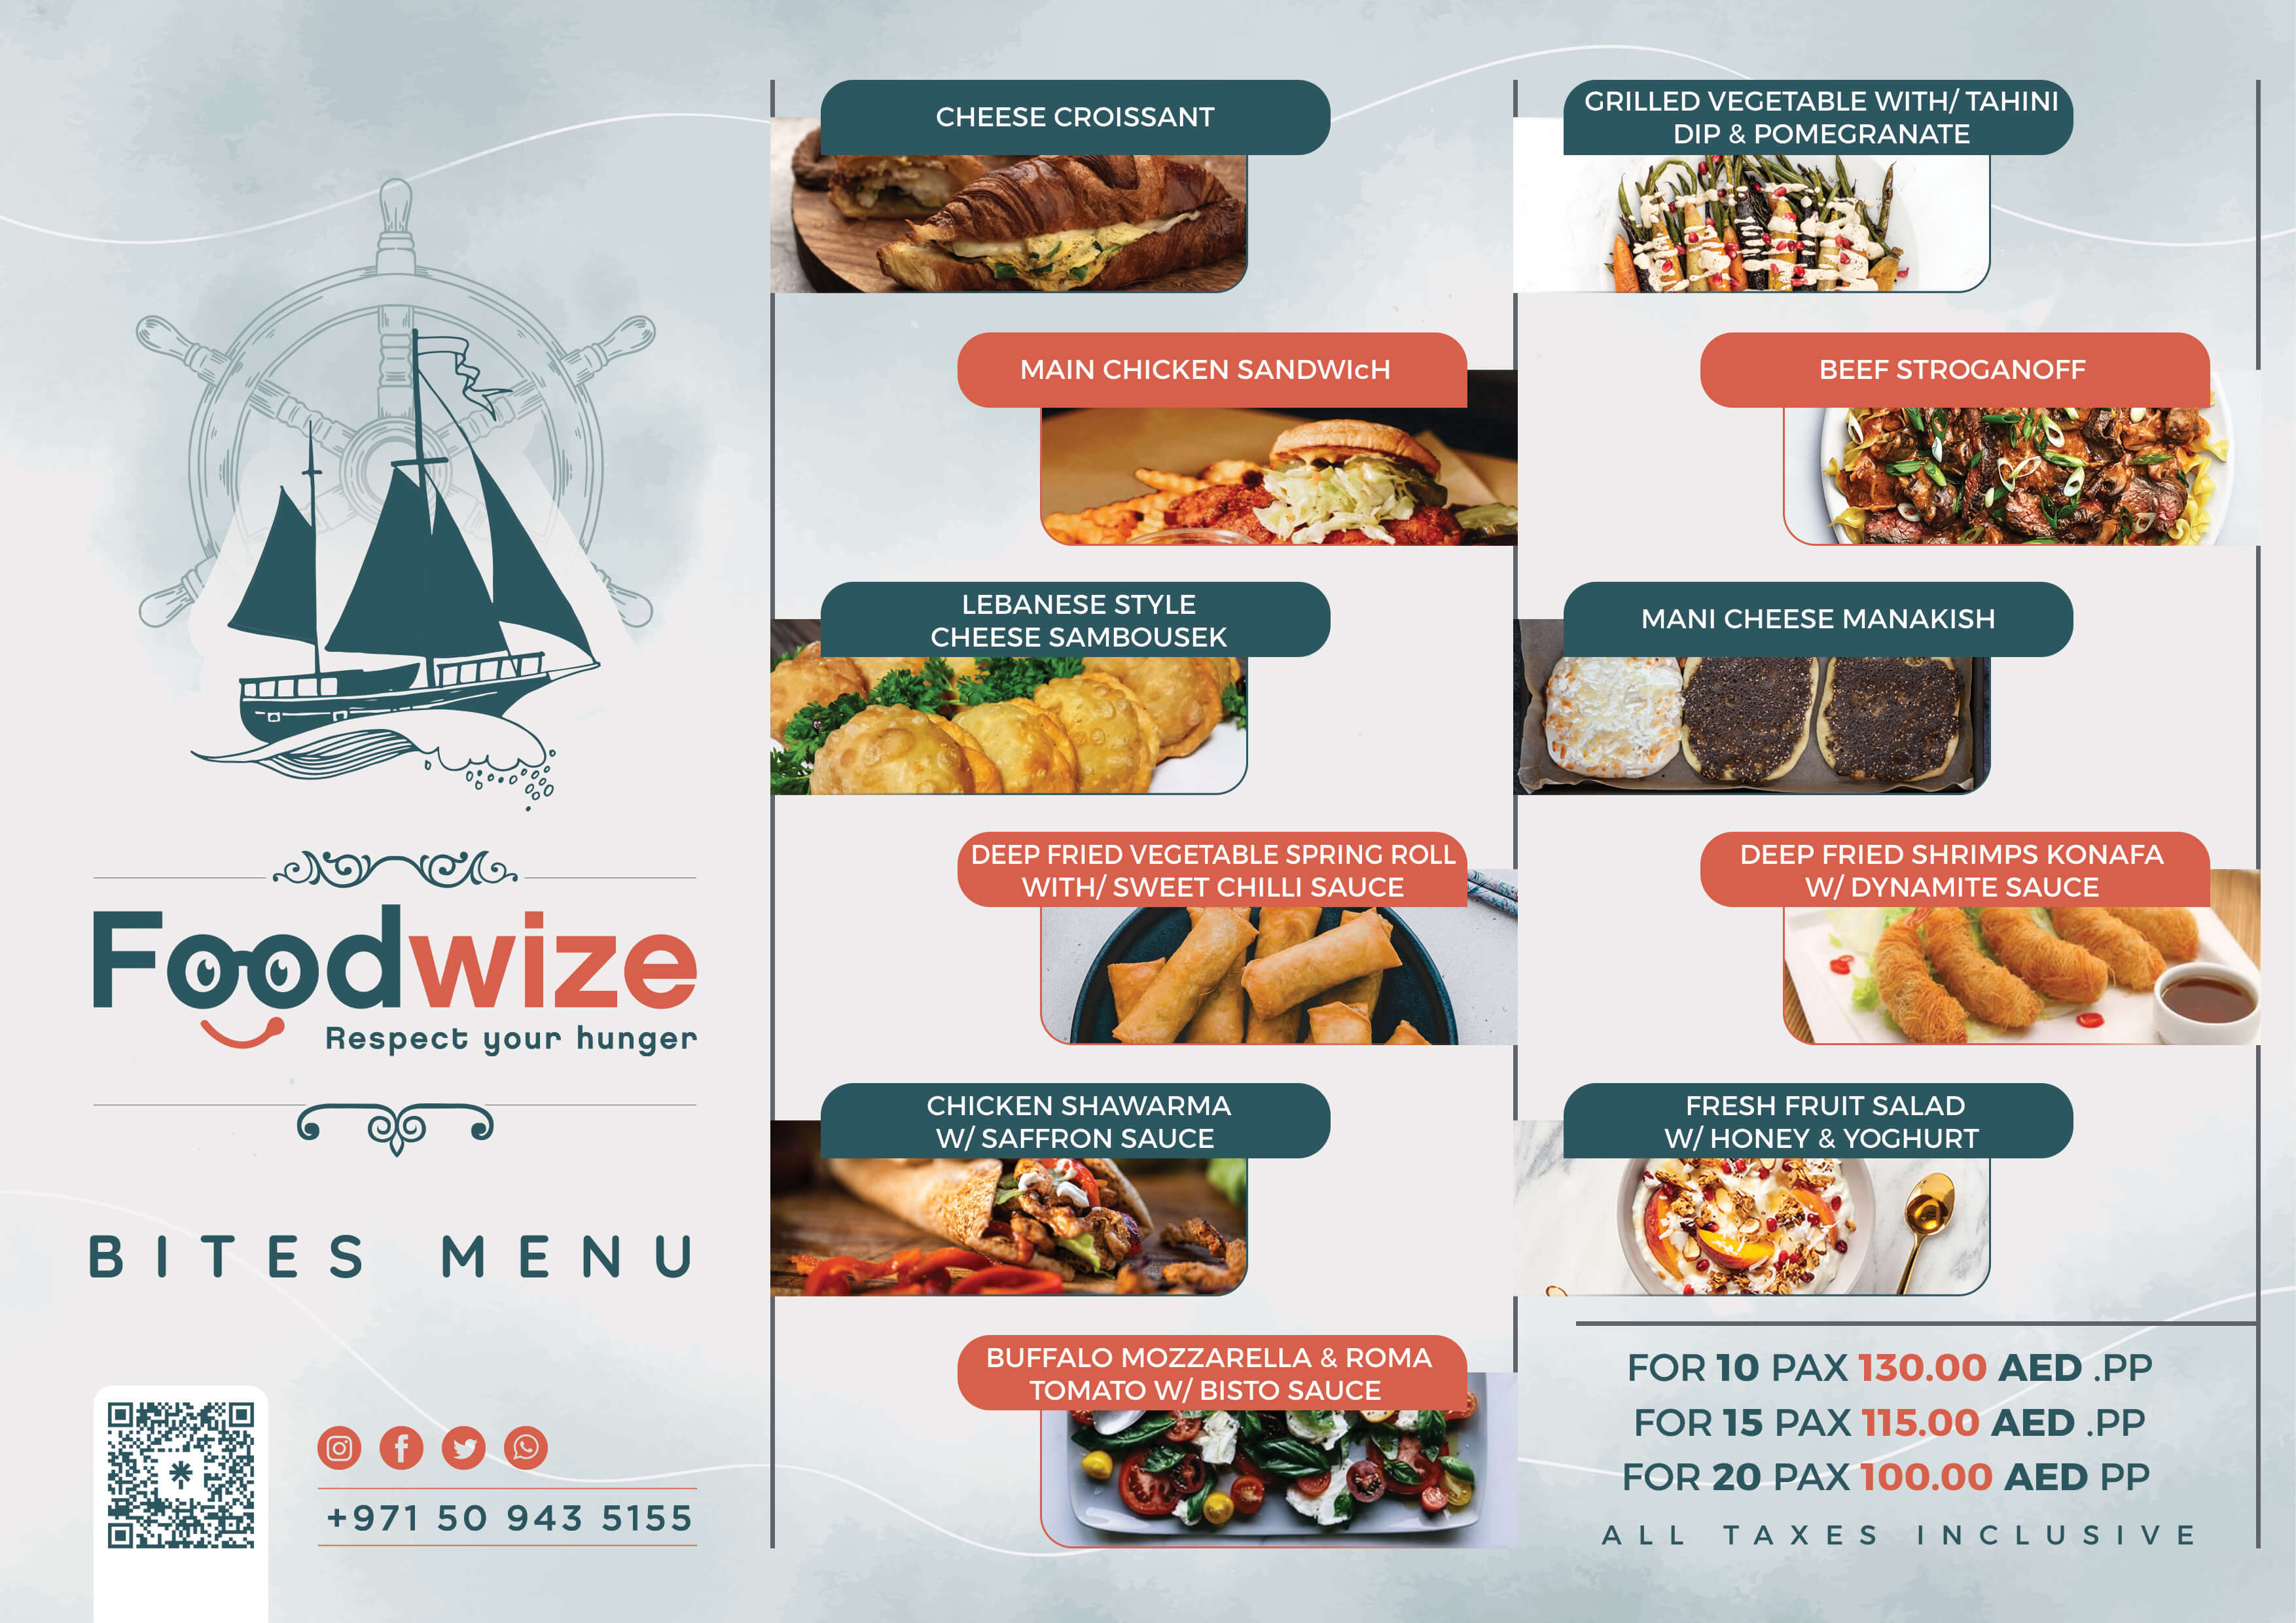 Foodwize
Respect your hunger
BITES MENU
+971 50 943 5155
CHEESE CROISSANT
MAIN CHICKEN SANDWIcH
LEBANESE STYLE
CHEESE SAMBOUSEK
DEEP FRIED VEGETABLE SPRING ROLL
WITH/ SWEET CHILLI SAUCE
CHICKEN SHAWARMA
W/ SAFFRON SAUCE
BUFFALO MOZZARELLA & ROMA
TOMATO W/ BISTO SAUCE
GRILLED VEGETABLE WITH/ TAHINI
DIP & POMEGRANATE
BEEF STROGANOFF
MANI CHEESE MANAKISH
DEEP FRIED SHRIMPS KONAFA
W/ DYNAMITE SAUCE
FRESH FRUIT SALAD
W/ HONEY & YOGHURT
FOR 10 PAX 130.00 AED .PP
FOR 15 PAX 115.00 AED .PP
FOR 20 PAX 100.00 AED PP
ALL TAXES INCLUSIVE